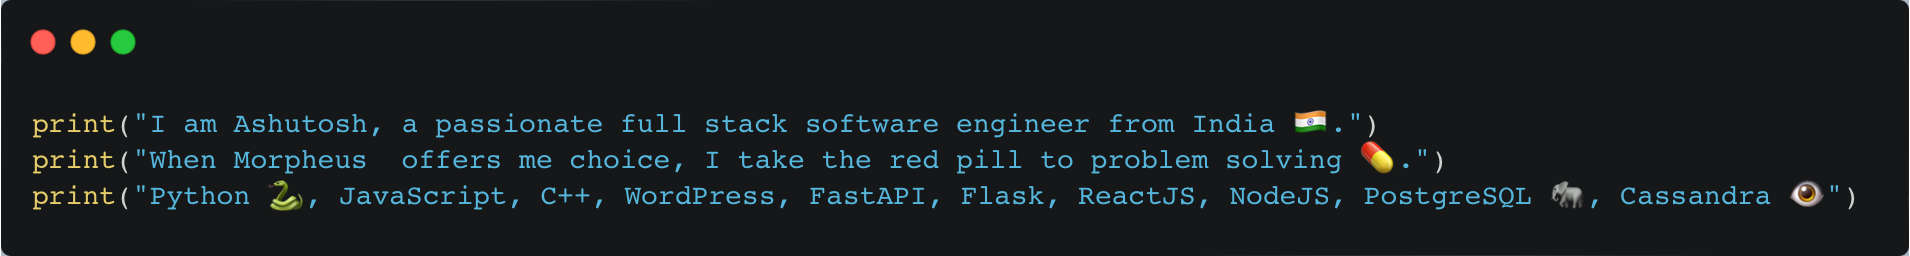 print("I am Ashutosh, a passionate full stack software engineer from India 🇮🇳.")
print("When Morpheus  offers me choice, I take the red pill to problem solving 💊.")
print("Python 🐍, JavaScript, C++, WordPress, FastAPI, Flask, ReactJS, NodeJS, PostgreSQL 🐘, Cassandra 👁️")